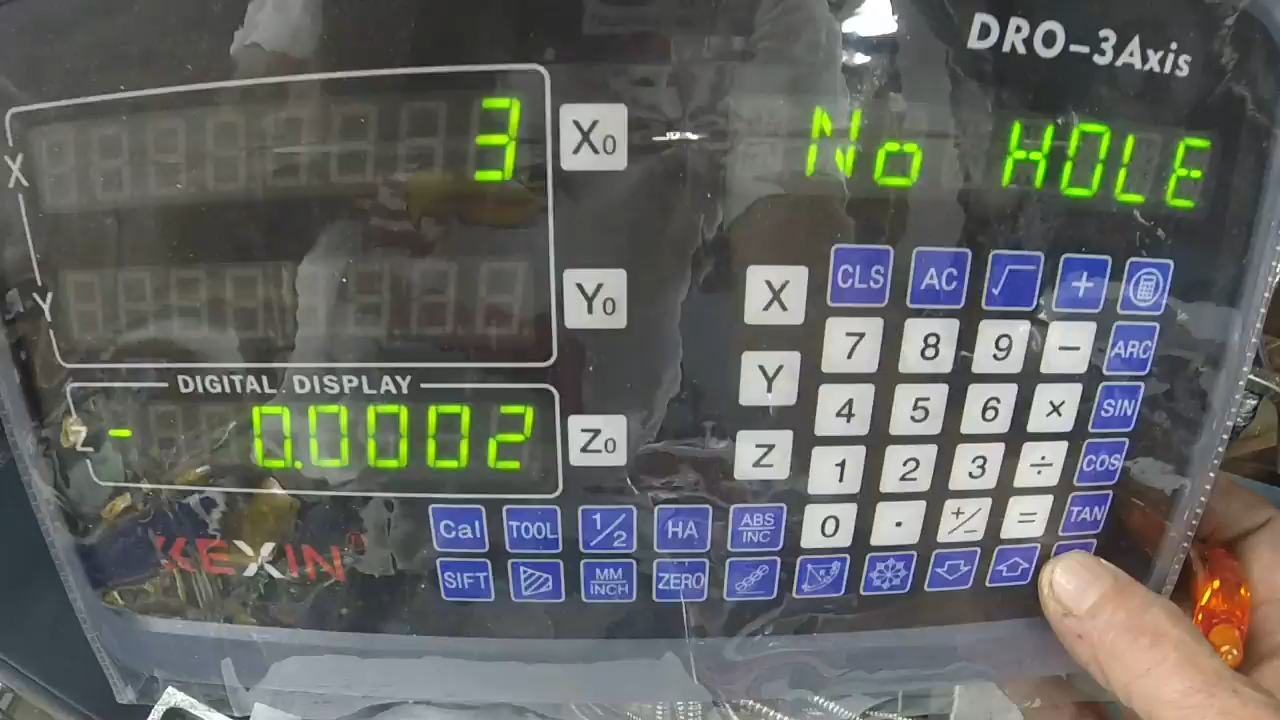 DRO-3Axis
X 3 X0
No HOLE
Y Y0
DIGITAL DISPLAY
Z - 0.0002 Z0
KEXIN®
X CLS AC √ +
7 8 9 - ARC
Y 4 5 6 × SIN
Z 1 2 3 ÷ COS
0 . +/- = TAN
Cal TOOL 1/2 HA ABS/INC
SIFT MM/INCH ZERO R